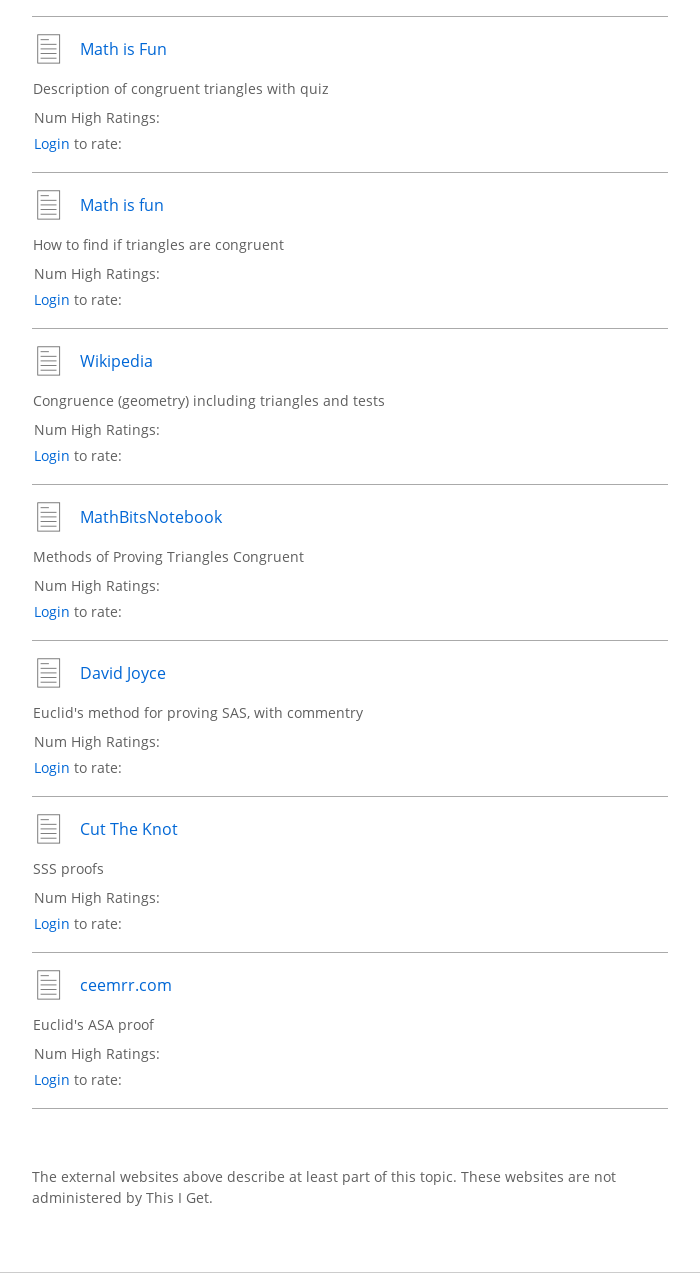 Math is Fun
Description of congruent triangles with quiz
Num High Ratings:
Login to rate:
Math is fun
How to find if triangles are congruent
Num High Ratings:
Login to rate:
Wikipedia
Congruence (geometry) including triangles and tests
Num High Ratings:
Login to rate:
MathBitsNotebook
Methods of Proving Triangles Congruent
Num High Ratings:
Login to rate:
David Joyce
Euclid's method for proving SAS, with commentry
Num High Ratings:
Login to rate:
Cut The Knot
SSS proofs
Num High Ratings:
Login to rate:
ceemrr.com
Euclid's ASA proof
Num High Ratings:
Login to rate:
The external websites above describe at least part of this topic. These websites are not
administered by This I Get.